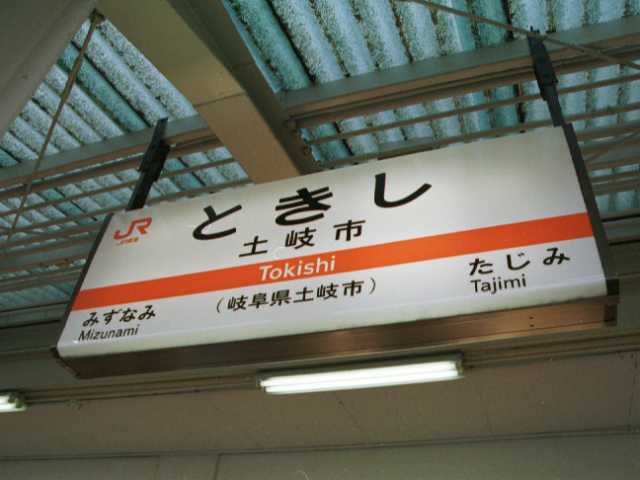 JR
JR東海
ときし
土岐市
Tokishi
(岐阜県土岐市)
みずなみ
Mizunami
たじみ
Tajimi